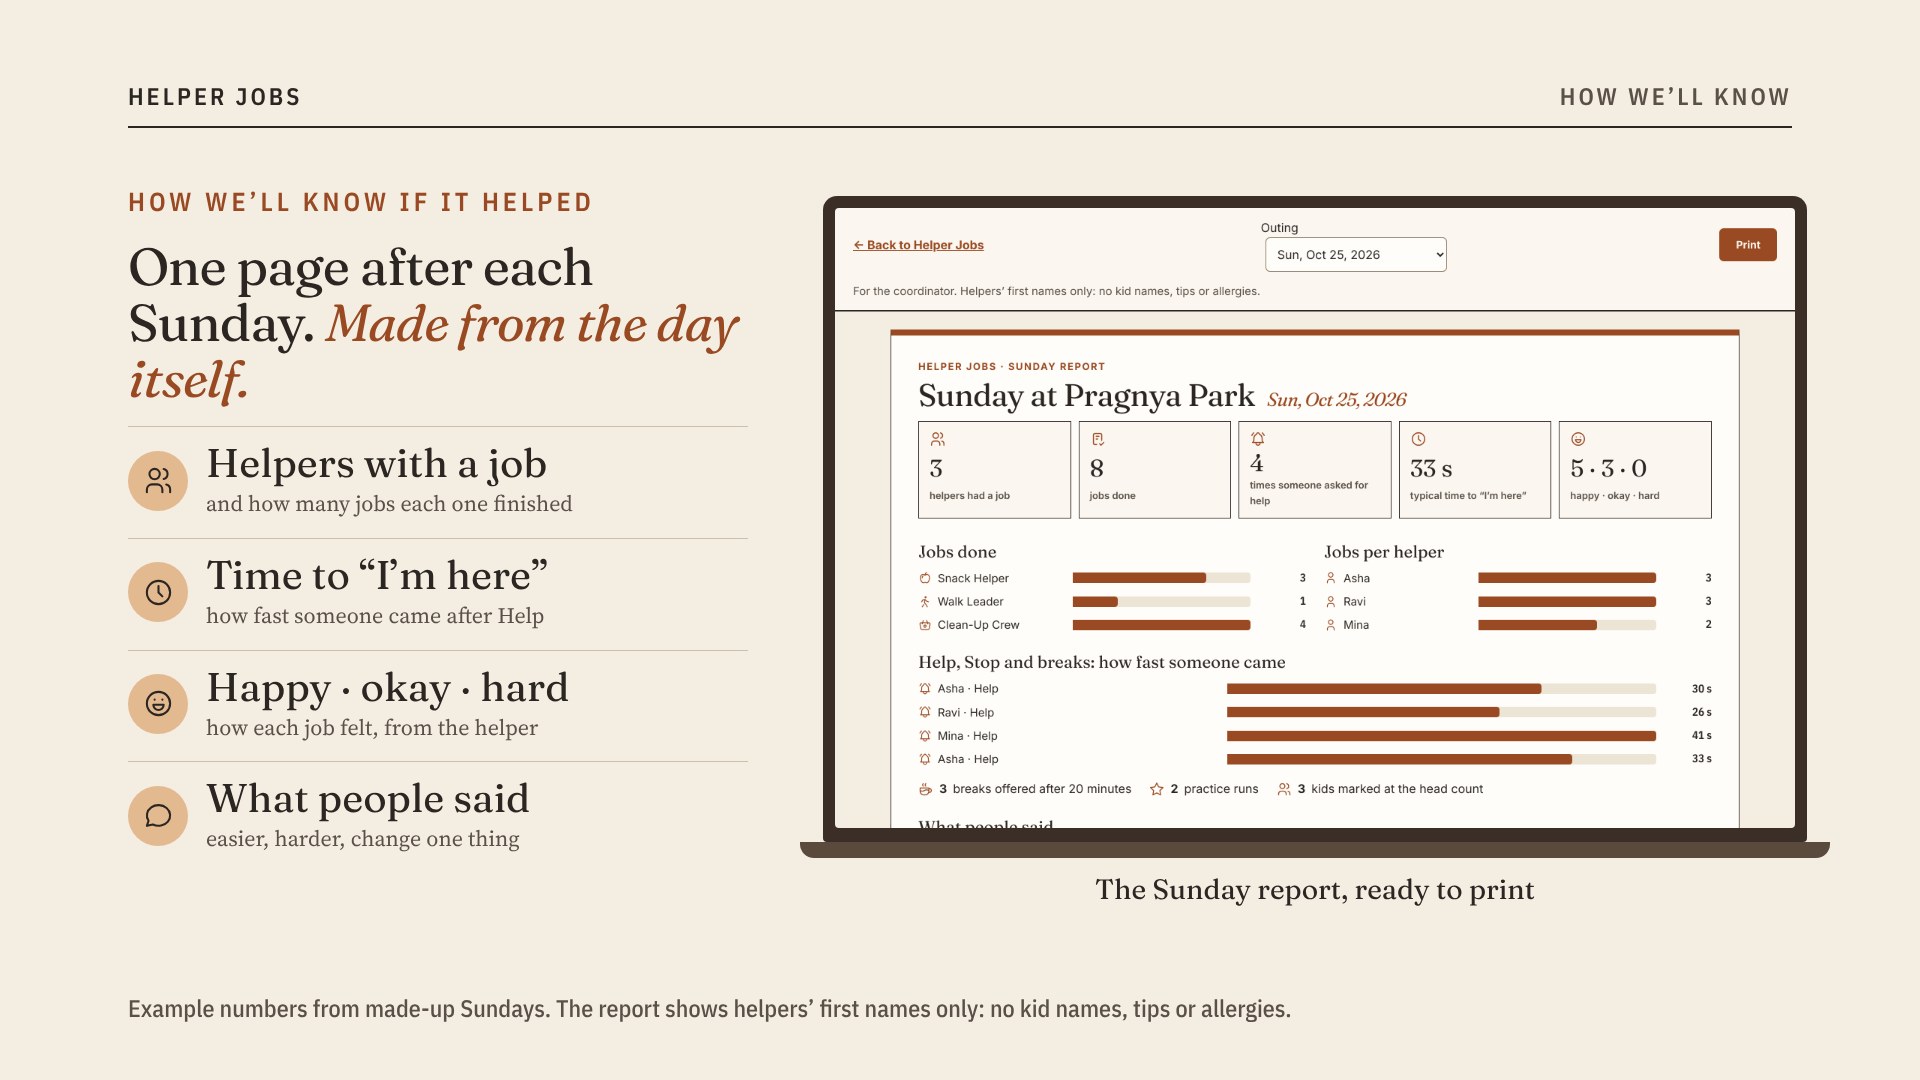 HELPER JOBS
HOW WE’LL KNOW
HOW WE’LL KNOW IF IT HELPED
One page after each
Sunday. Made from the day
itself.
Helpers with a job
and how many jobs each one finished
Time to “I’m here”
how fast someone came after Help
Happy · okay · hard
how each job felt, from the helper
What people said
easier, harder, change one thing
← Back to Helper Jobs
Outing
Sun, Oct 25, 2026
Print
For the coordinator. Helpers’ first names only: no kid names, tips or allergies.
HELPER JOBS · SUNDAY REPORT
Sunday at Pragnya Park Sun, Oct 25, 2026
3
helpers had a job
8
jobs done
4
times someone asked for
help
33 s
typical time to “I’m here”
5 · 3 · 0
happy · okay · hard
Jobs done
Snack Helper 3
Walk Leader 1
Clean-Up Crew 4
Jobs per helper
Asha 3
Ravi 3
Mina 2
Help, Stop and breaks: how fast someone came
Asha · Help 30 s
Ravi · Help 26 s
Mina · Help 41 s
Asha · Help 33 s
3 breaks offered after 20 minutes 2 practice runs 3 kids marked at the head count
What people said
The Sunday report, ready to print
Example numbers from made-up Sundays. The report shows helpers’ first names only: no kid names, tips or allergies.